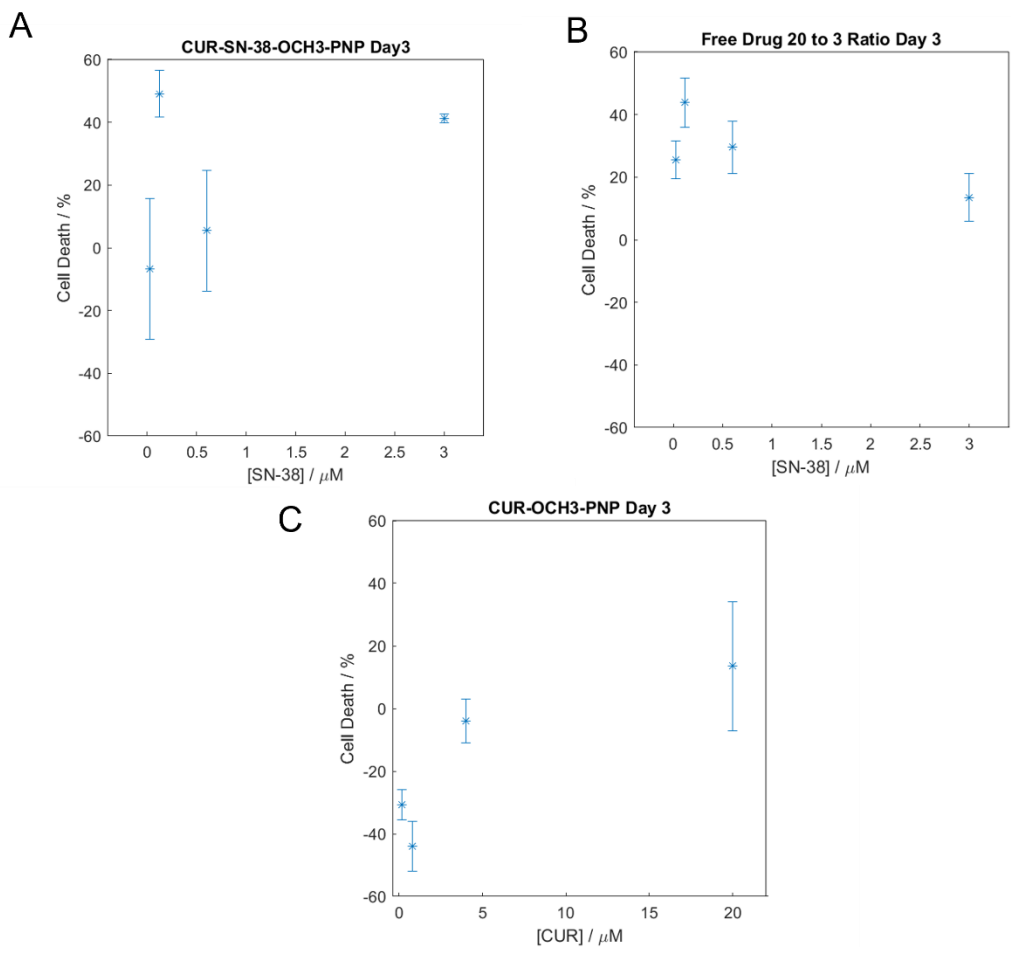 A
CUR-SN-38-OCH3-PNP Day3
60
40
20
0
-20
-40
-60
Cell Death / %
0 0.5 1 1.5 2 2.5 3
[SN-38] / μM
B
Free Drug 20 to 3 Ratio Day 3
60
40
20
0
-20
-40
-60
Cell Death / %
0 0.5 1 1.5 2 2.5 3
[SN-38] / μM
C
CUR-OCH3-PNP Day 3
60
40
20
0
-20
-40
-60
Cell Death / %
0 5 10 15 20
[CUR] / μM